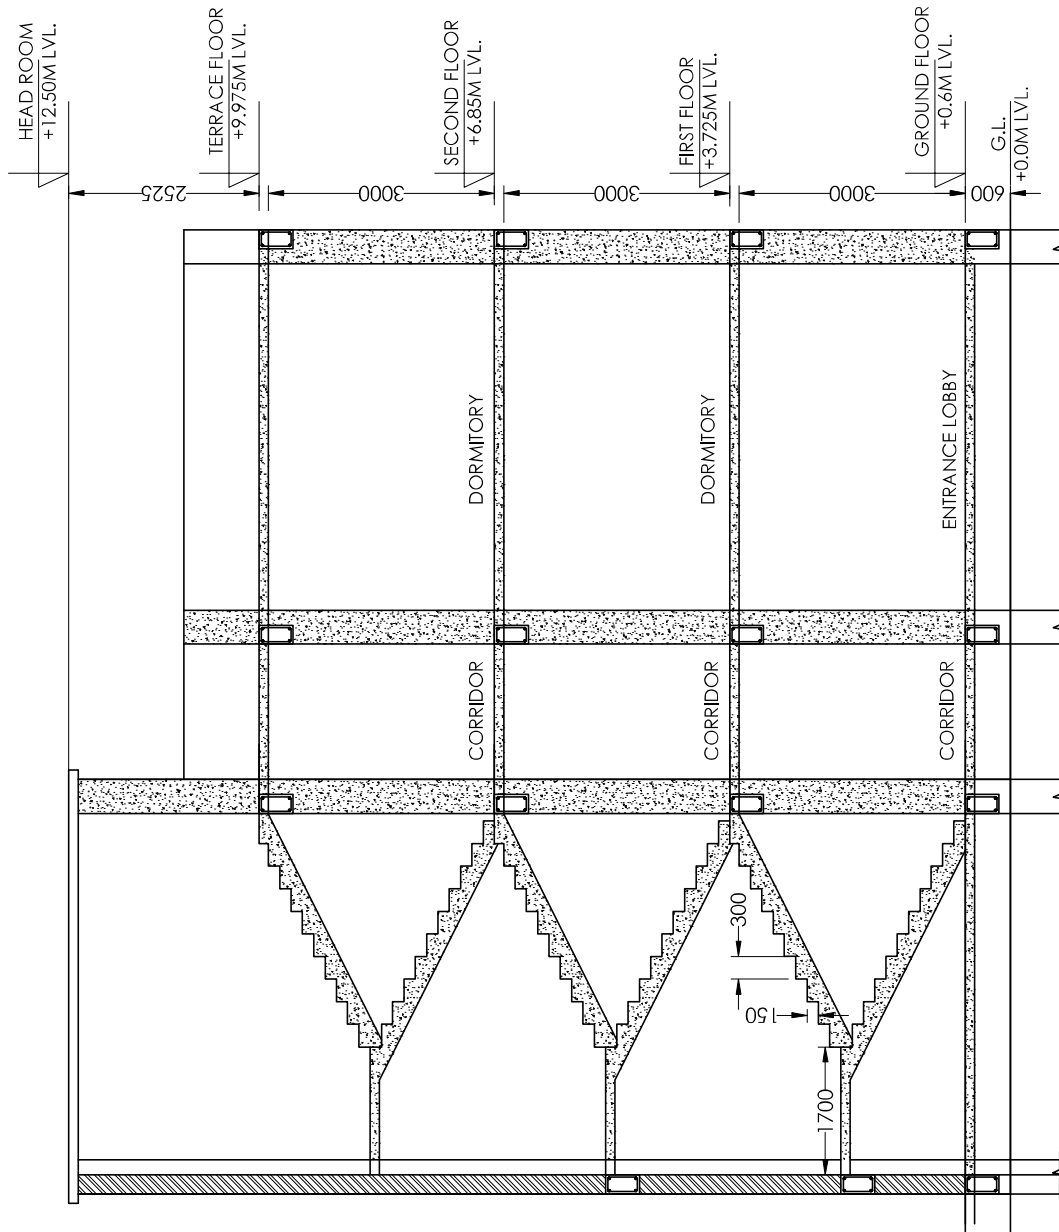 HEAD ROOM
+12.50M LVL.
TERRACE FLOOR
+9.975M LVL.
SECOND FLOOR
+6.85M LVL.
FIRST FLOOR
+3.725M LVL.
GROUND FLOOR
+0.6M LVL.
G.L.
+0.0M LVL.
2525
3000
3000
3000
600
DORMITORY
DORMITORY
ENTRANCE LOBBY
CORRIDOR
CORRIDOR
CORRIDOR
300
150
1700